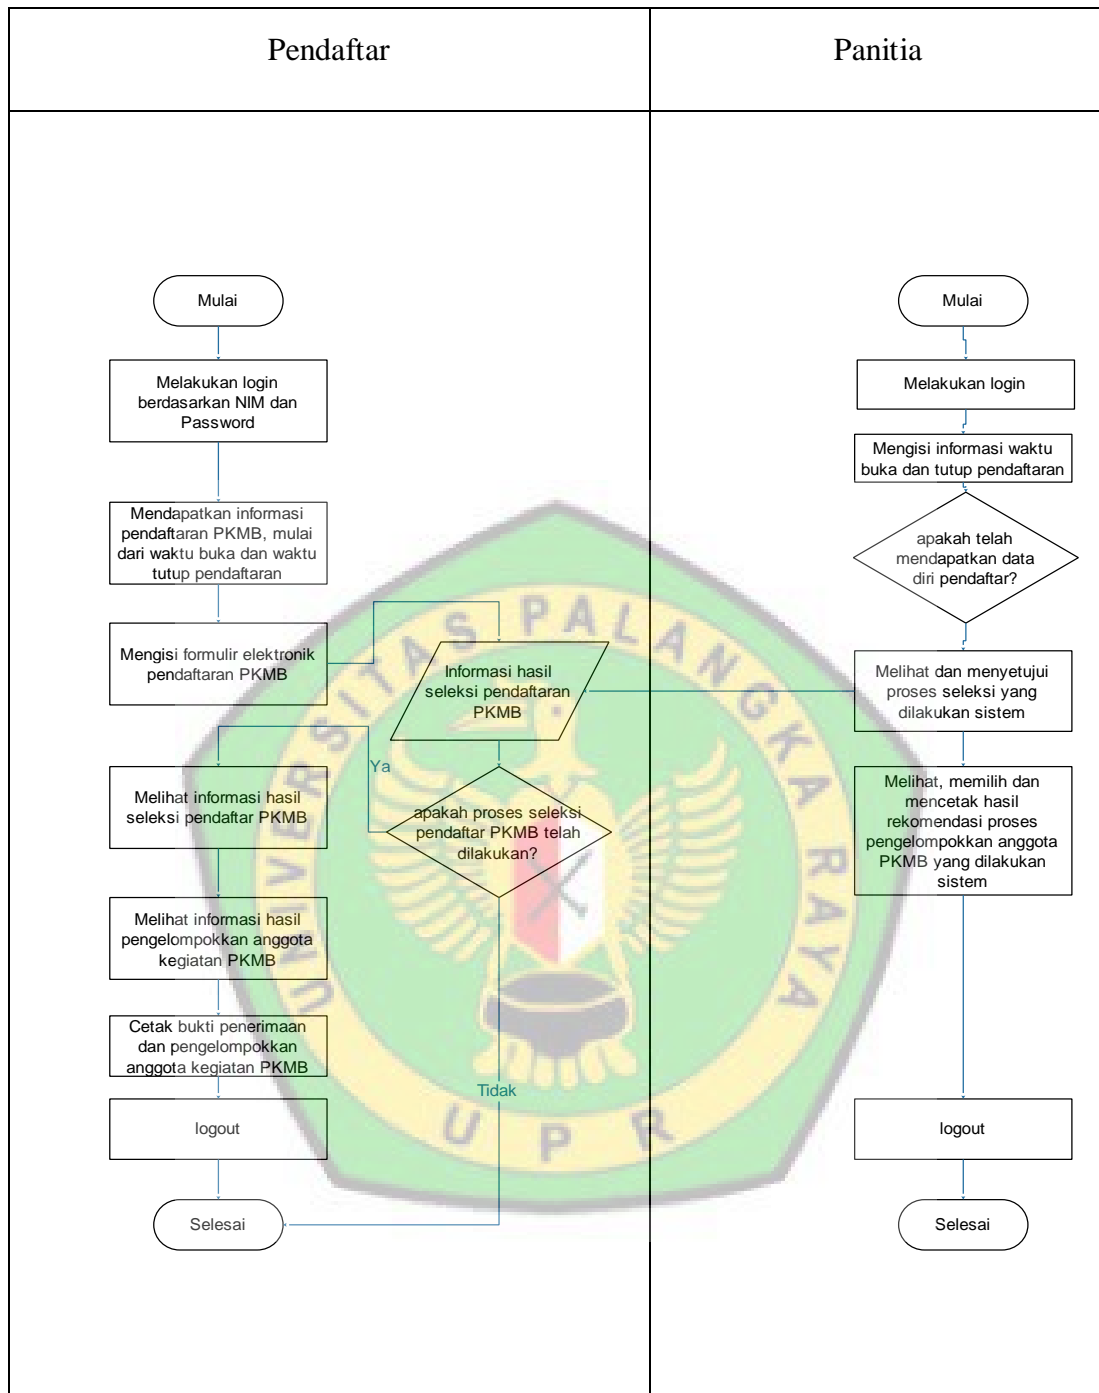 Pendaftar
Panitia
Mulai
Melakukan login
berdasarkan NIM dan
Password
Mendapatkan informasi
pendaftaran PKMB, mulai
dari waktu buka dan waktu
tutup pendaftaran
Mengisi formulir elektronik
pendaftaran PKMB
Informasi hasil
seleksi pendaftaran
PKMB
Ya
apakah proses seleksi
pendaftar PKMB telah
dilakukan?
Tidak
Melihat informasi hasil
seleksi pendaftar PKMB
Melihat informasi hasil
pengelompokkan anggota
kegiatan PKMB
Cetak bukti penerimaan
dan pengelompokkan
anggota kegiatan PKMB
logout
Selesai
Mulai
Melakukan login
Mengisi informasi waktu
buka dan tutup pendaftaran
apakah telah
mendapatkan data
diri pendaftar?
Melihat dan menyetujui
proses seleksi yang
dilakukan sistem
Melihat, memilih dan
mencetak hasil
rekomendasi proses
pengelompokkan anggota
PKMB yang dilakukan
sistem
logout
Selesai
UNIVERSITAS PALANGKA RAYA
UPR